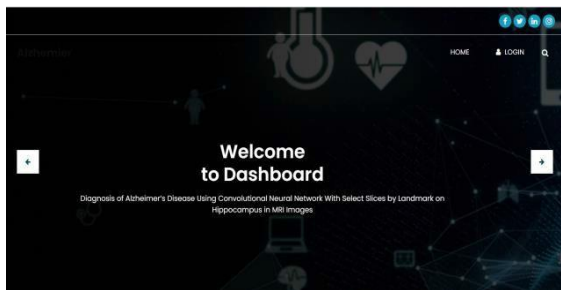 HOME
LOGIN
Welcome
to Dashboard
Diagnosis of Alzheimer's Disease Using Convolutional Neural Network With Select Slices by Landmark on
Hippocampus in MRI Images